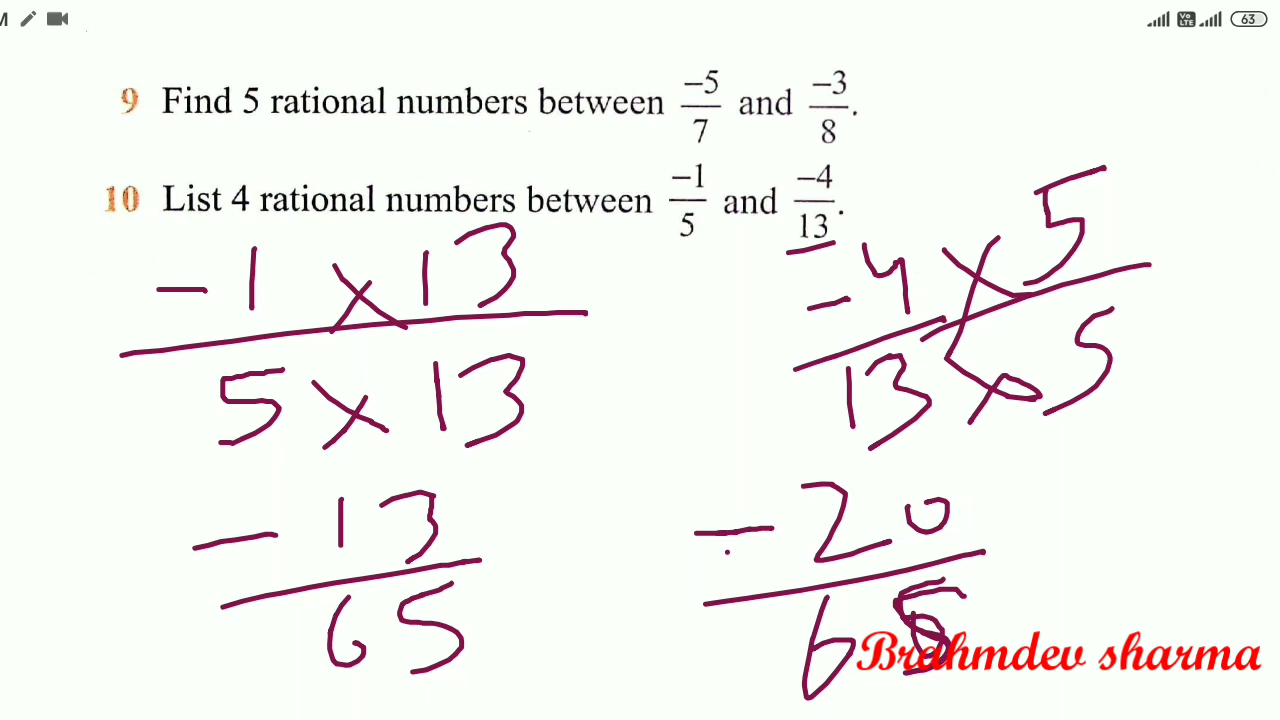 M 63
9 Find 5 rational numbers between -5/7 and -3/8.
10 List 4 rational numbers between -1/5 and -4/13.
-1 × 13 / 5 × 13
-4 × 5 / 13 × 5
-13/65
-20/65
Brahmdev sharma